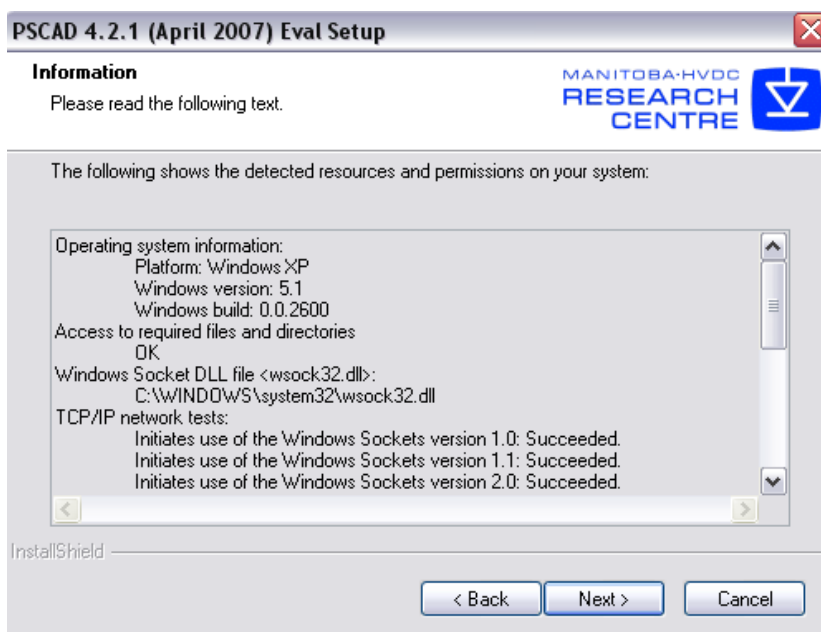 PSCAD 4.2.1 (April 2007) Eval Setup
Information
Please read the following text.
MANITOBA·HVDC
RESEARCH
CENTRE
The following shows the detected resources and permissions on your system:
Operating system information:
Platform: Windows XP
Windows version: 5.1
Windows build: 0.0.2600
Access to required files and directories
OK
Windows Socket DLL file <wsock32.dll>:
C:\WINDOWS\system32\wsock32.dll
TCP/IP network tests:
Initiates use of the Windows Sockets version 1.0: Succeeded.
Initiates use of the Windows Sockets version 1.1: Succeeded.
Initiates use of the Windows Sockets version 2.0: Succeeded.
InstallShield
< Back
Next >
Cancel